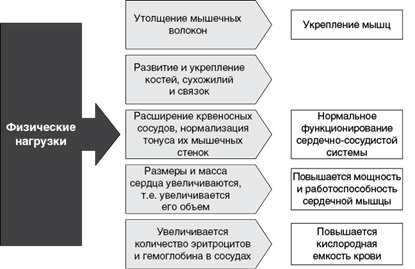 Физические
нагрузки
Утолщение мышечных
волокон
Укрепление мышц
Развитие и укрепление
костей, сухожилий
и связок
Расширение крвеносных
сосудов, нормализация
тонуса их мышечных
стенок
Нормальное
функционирование
сердечно-сосудистой
системы
Размеры и масса
сердца увеличиваются,
т.е. увеличивается
его объем
Повышается мощность
и работоспособность
сердечной мышцы
Увеличивается
количество эритроцитов
и гемоглобина в сосудах
Повышается
кислородная
емкость крови